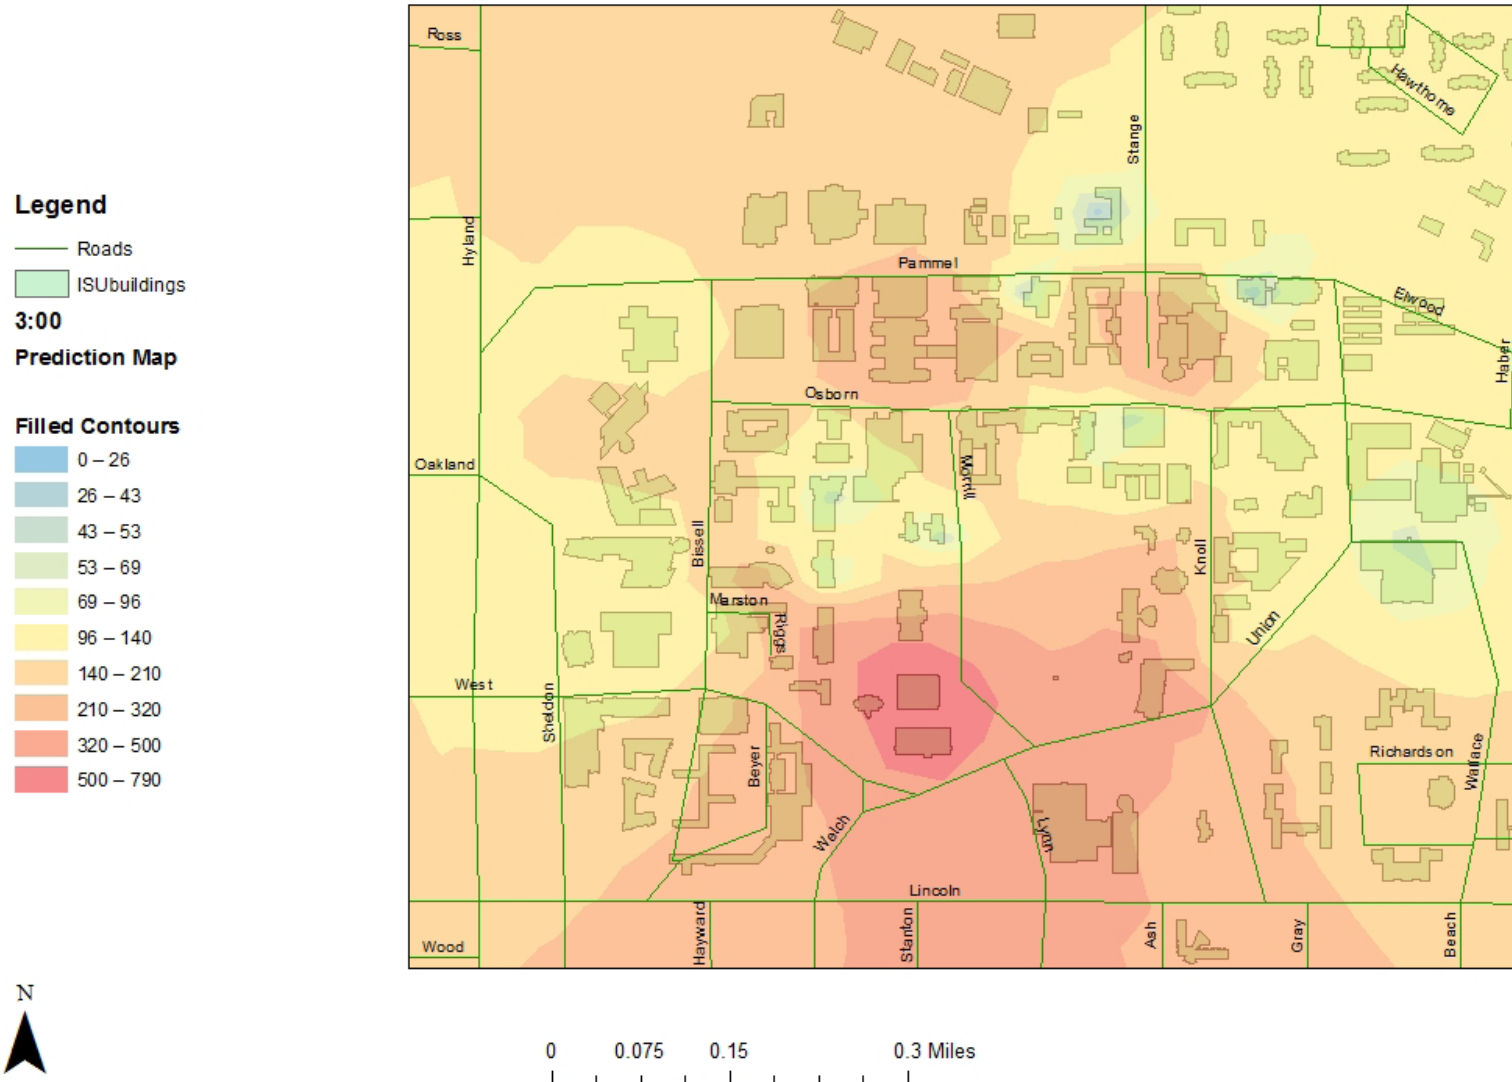 Legend
Roads
ISUbuildings
3:00
Prediction Map
Filled Contours
0 – 26
26 – 43
43 – 53
53 – 69
69 – 96
96 – 140
140 – 210
210 – 320
320 – 500
500 – 790
N
Ross
Hawthorne
Stange
Hyland
Pammel
Elwood
Haber
Osborn
Oakland
Morrill
Bissell
Knoll
Marston
Riggs
Union
West
Sheldon
Beyer
Richardson
Wallace
Welch
Lynn
Lincoln
Wood
Hayward
Stanton
Ash
Gray
Beach
0 0.075 0.15 0.3 Miles